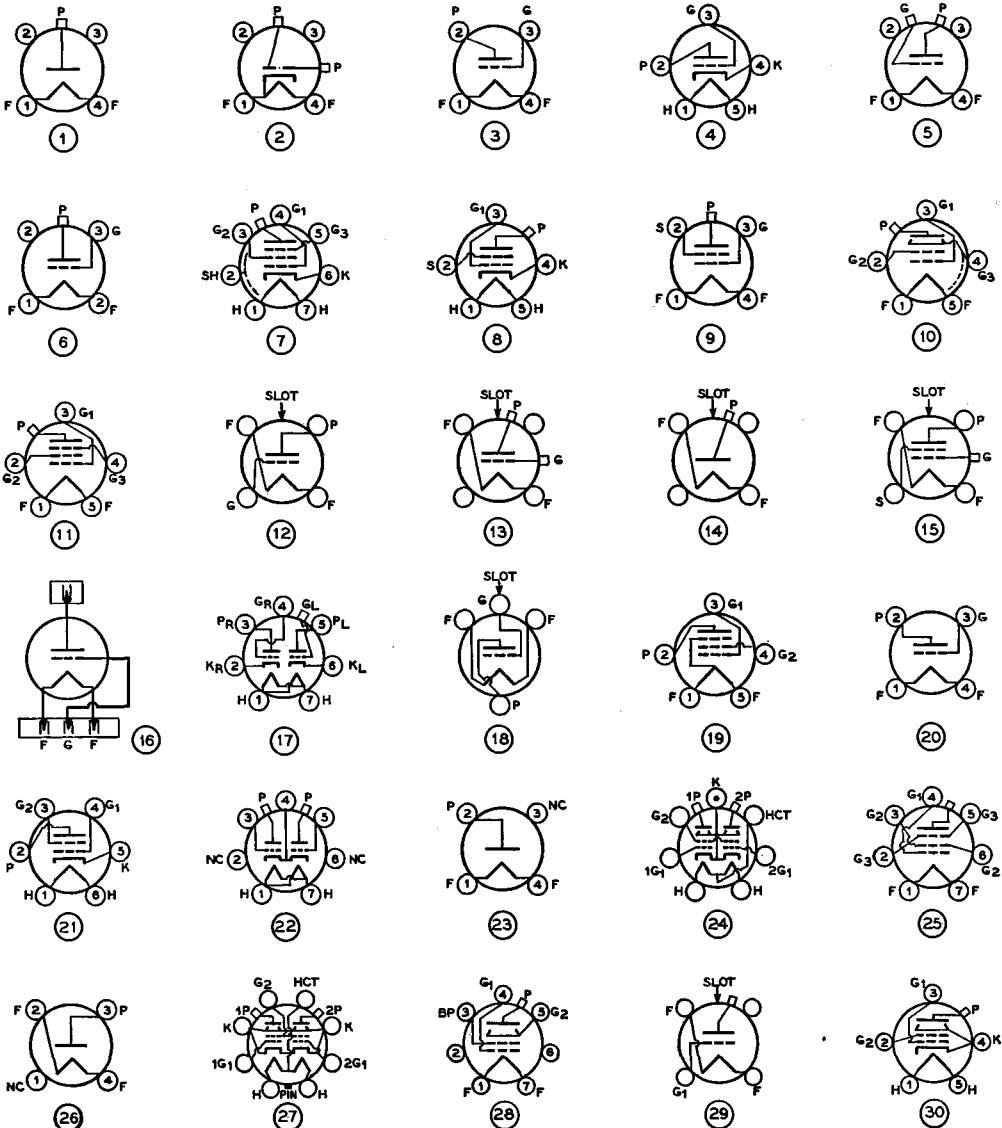 P
2 3
F 1 4 F
1
P
2 3
P
F 1 4 F
2
P G
2 3
F 1 4 F
3
G 3
P 2 4 K
H 1 5 H
4
G P
2 3
F 1 4 F
5
P
2 3 G
F 1 2 F
6
P 4 G1
G2 3 5 G3
SH 2 6 K
H 1 7 H
7
G1 3
P
S 2 4 K
H 1 5 H
8
P
S 2 3 G
F 1 4 F
9
3 G1
P
G2 2 4 G3
F 1 5 F
10
3 G1
P
2 4
G2 G3
F 1 5 F
11
SLOT
F P
G F
12
SLOT
P
F
G
F
13
SLOT
P
F
F
14
SLOT
F P
G
S F
15
F G F
16
GR 4 GL
PR 3 5 PL
KR 2 6 KL
H 1 7 H
17
SLOT
G
F F
P
18
3 G1
P 2 4 G2
F 1 5 F
19
P 2 3 G
F 1 4 F
20
G2 3 4 G1
2 5
P K
H 1 6 H
21
P 4 P
3 5
NC 2 6 NC
H 1 7 H
22
P 2 3 NC
F 1 4 F
23
K
1P 2P
G2 HCT
1G1 2G1
H H
24
G1 4
G2 3 5 G3
G3 2 6 G2
F 1 7 F
25
F 2 3 P
NC 1 4 F
26
G2 HCT
1P 2P
K K
1G1 2G1
H PIN H
27
G1 4 P
BP 3 5 G2
2 6
F 1 7 F
28
SLOT
F
G1 F
29
G1 3
P
G2 2 4 K
H 1 5 H
30